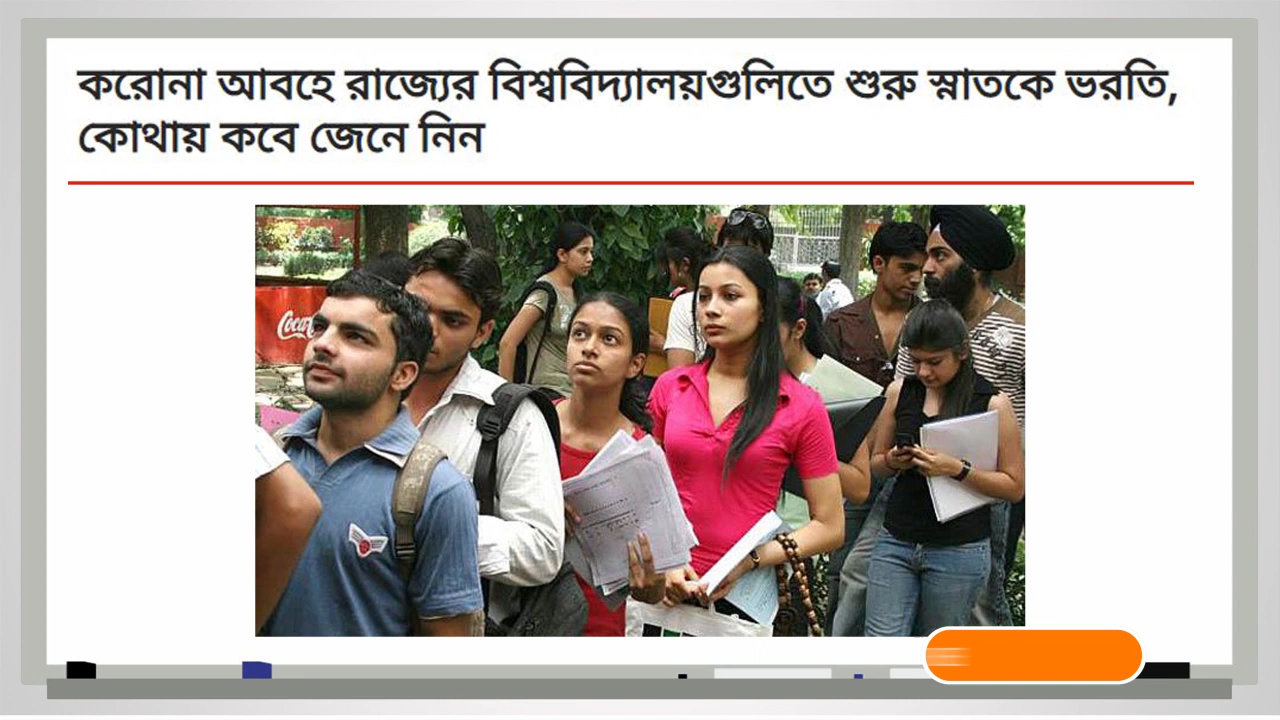 করোনা আবহে রাজ্যের বিশ্ববিদ্যালয়গুলিতে শুরু স্নাতকে ভরতি,
কোথায় কবে জেনে নিন